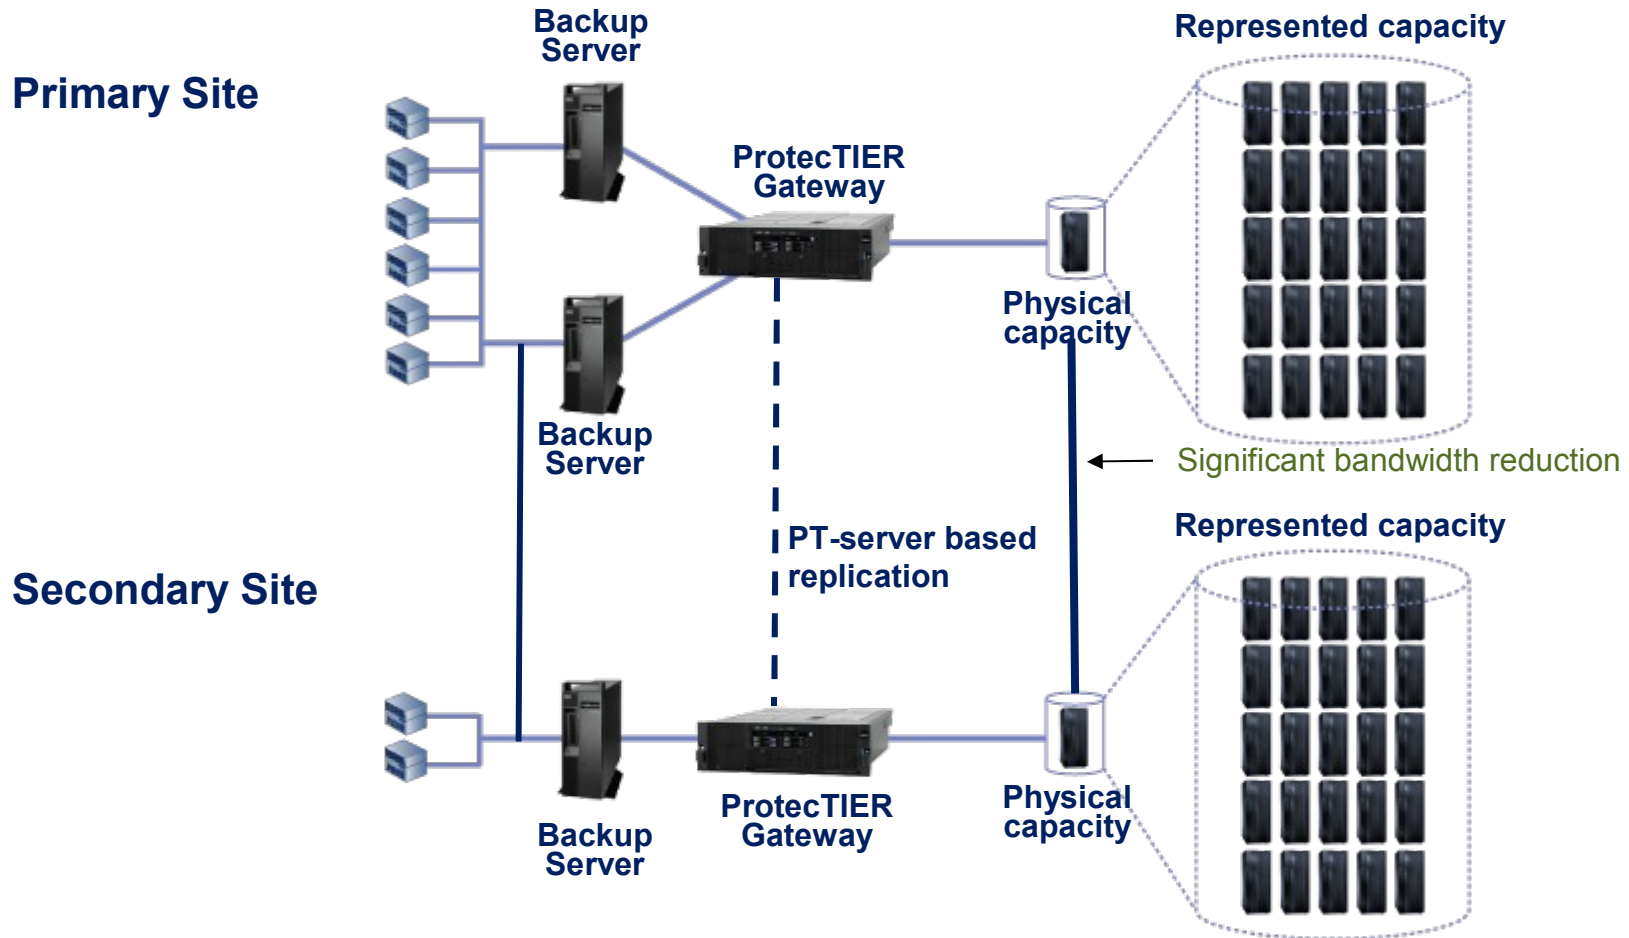 Backup
Server
Represented capacity
Primary Site
ProtecTIER
Gateway
Physical
capacity
Backup
Server
Significant bandwidth reduction
Represented capacity
PT-server based
replication
Secondary Site
Physical
capacity
ProtecTIER
Gateway
Backup
Server